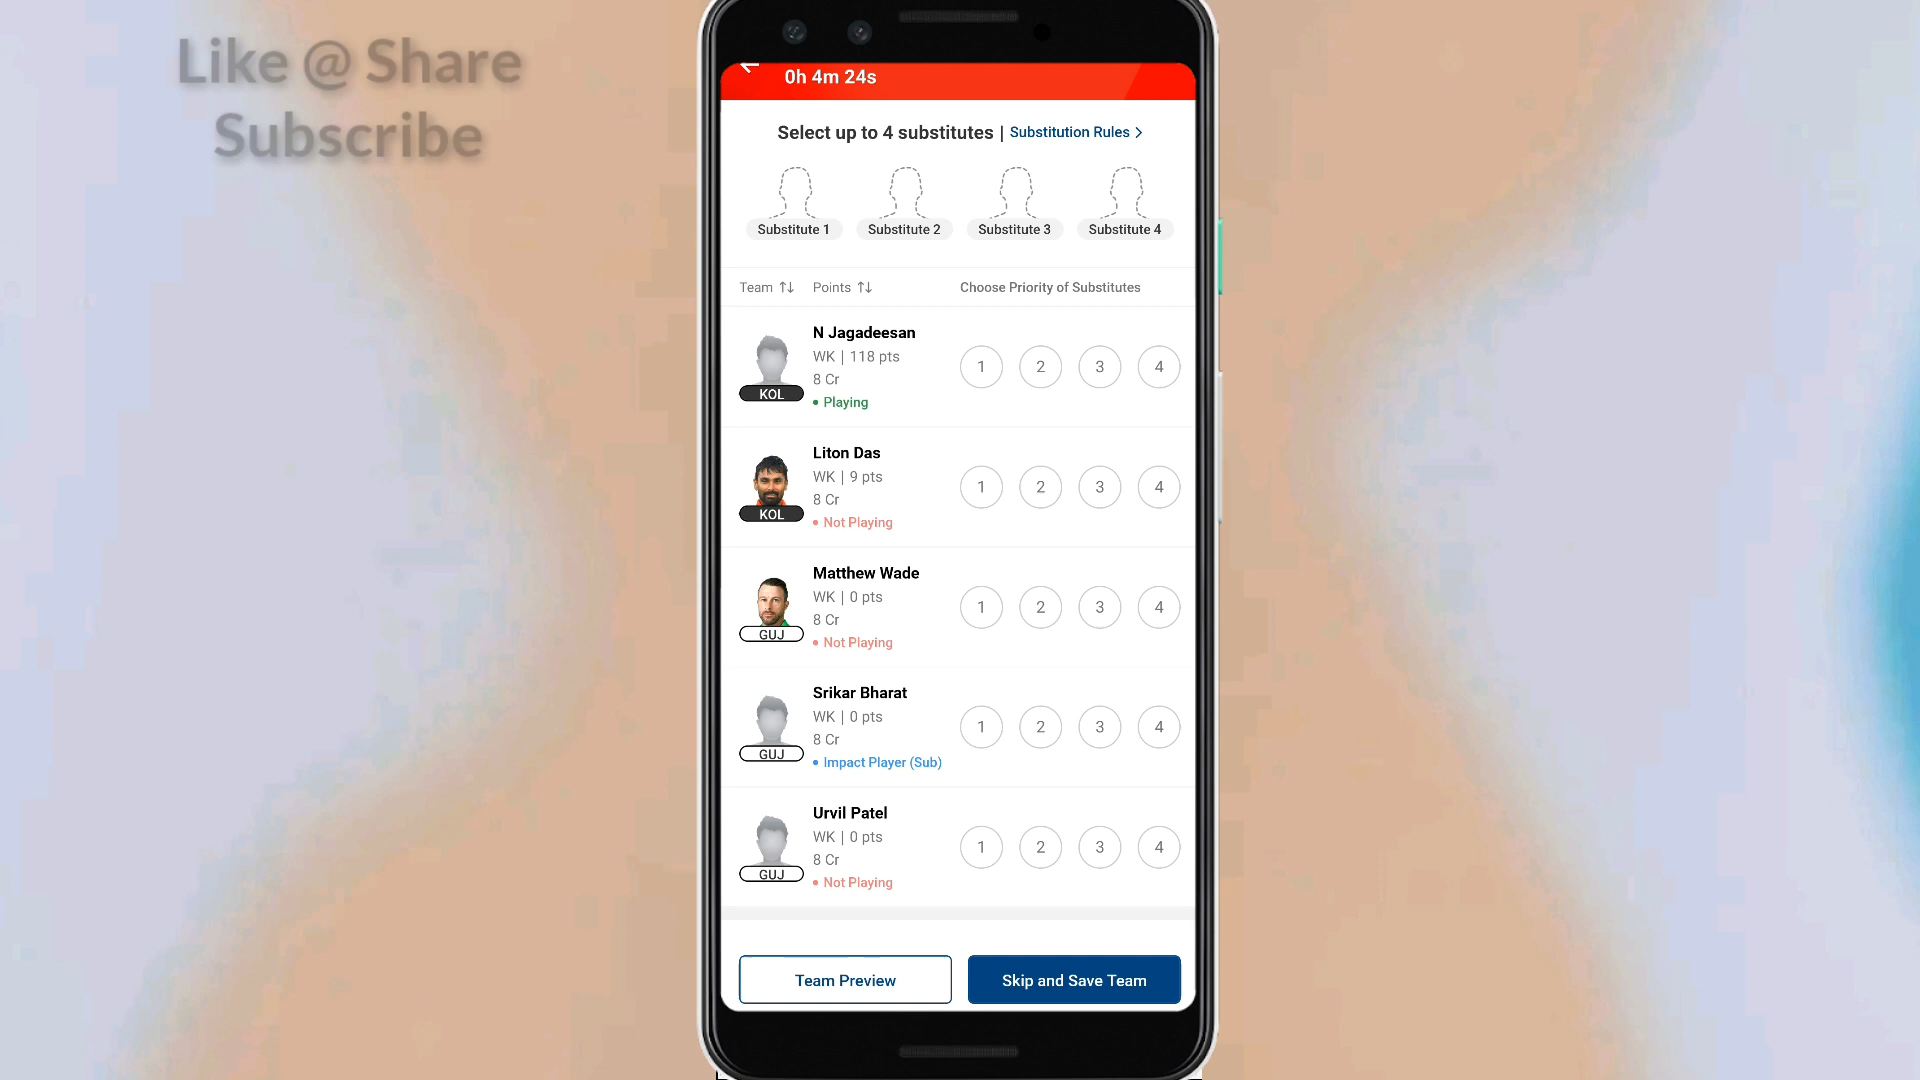 Like @ Share
Subscribe
0h 4m 24s
Select up to 4 substitutes | Substitution Rules >
Substitute 1 Substitute 2 Substitute 3 Substitute 4
Team ↑↓ Points ↑↓ Choose Priority of Substitutes
N Jagadeesan
WK | 118 pts
8 Cr
KOL
• Playing
1 2 3 4
Liton Das
WK | 9 pts
8 Cr
KOL
• Not Playing
1 2 3 4
Matthew Wade
WK | 0 pts
8 Cr
GUJ
• Not Playing
1 2 3 4
Srikar Bharat
WK | 0 pts
8 Cr
GUJ
• Impact Player (Sub)
1 2 3 4
Urvil Patel
WK | 0 pts
8 Cr
GUJ
• Not Playing
1 2 3 4
Team Preview Skip and Save Team